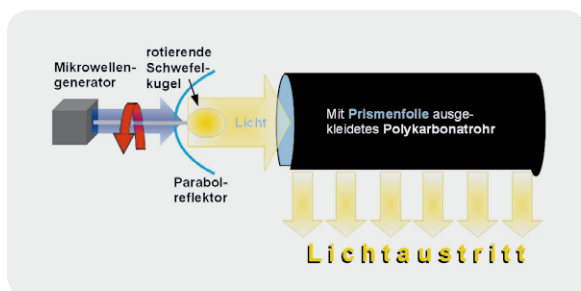 rotierende
Schwefel-
kugel
Mikrowellen-
generator
Licht
Mit Prismenfolie ausge-
kleidetes Polykarbonatrohr
Parabol-
reflektor
Lichtaustritt